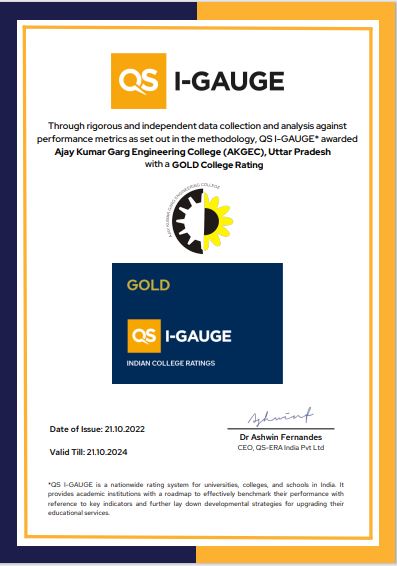 QS I-GAUGE
Through rigorous and independent data collection and analysis against
performance metrics as set out in the methodology, QS I-GAUGE* awarded
Ajay Kumar Garg Engineering College (AKGEC), Uttar Pradesh
with a GOLD College Rating
AJAY KUMAR GARG ENGINEERING COLLEGE
GOLD
QS I-GAUGE
INDIAN COLLEGE RATINGS
Date of Issue: 21.10.2022
Valid Till: 21.10.2024
Ashwinf
Dr Ashwin Fernandes
CEO, QS-ERA India Pvt Ltd
*QS I-GAUGE is a nationwide rating system for universities, colleges, and schools in India. It
provides academic institutions with a roadmap to effectively benchmark their performance with
reference to key indicators and further lay down developmental strategies for upgrading their
educational services.